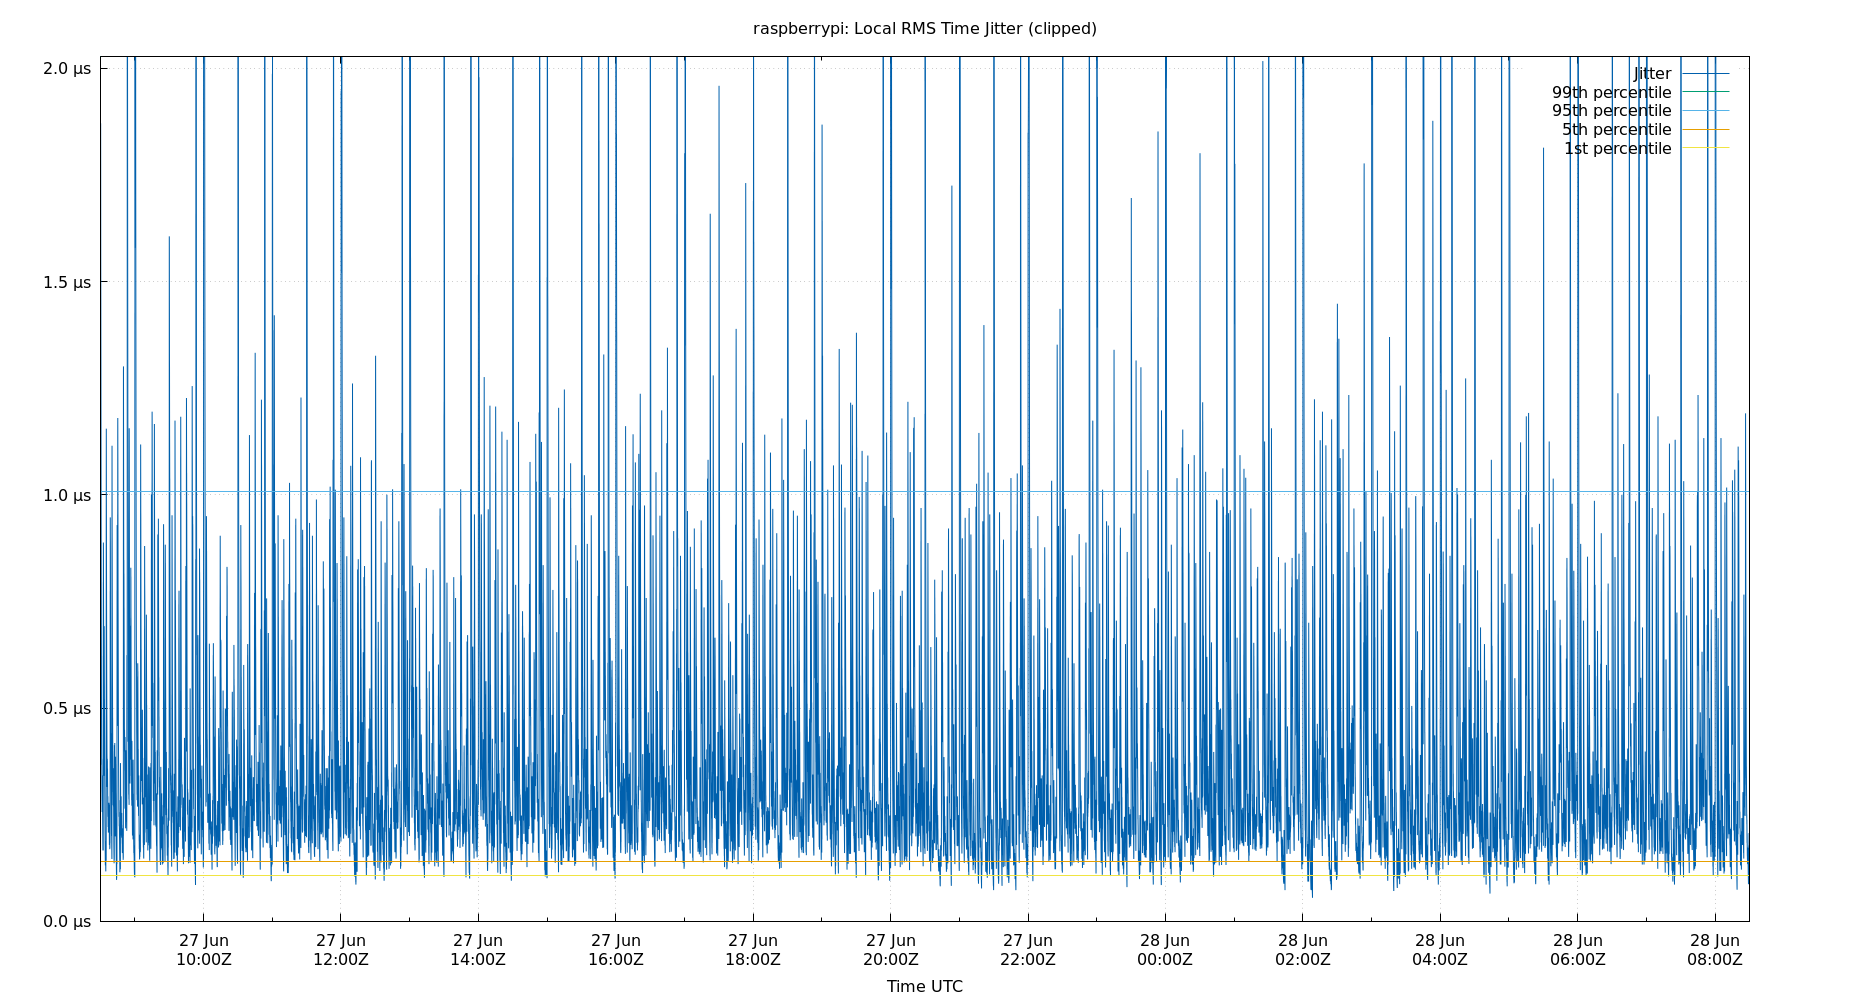 raspberrypi: Local RMS Time Jitter (clipped)
2.0 µs
1.5 µs
1.0 µs
0.5 µs
0.0 µs
Jitter
99th percentile
95th percentile
5th percentile
1st percentile
27 Jun 27 Jun 27 Jun 27 Jun 27 Jun 27 Jun 27 Jun 28 Jun 28 Jun 28 Jun 28 Jun 28 Jun
10:00Z 12:00Z 14:00Z 16:00Z 18:00Z 20:00Z 22:00Z 00:00Z 02:00Z 04:00Z 06:00Z 08:00Z
Time UTC